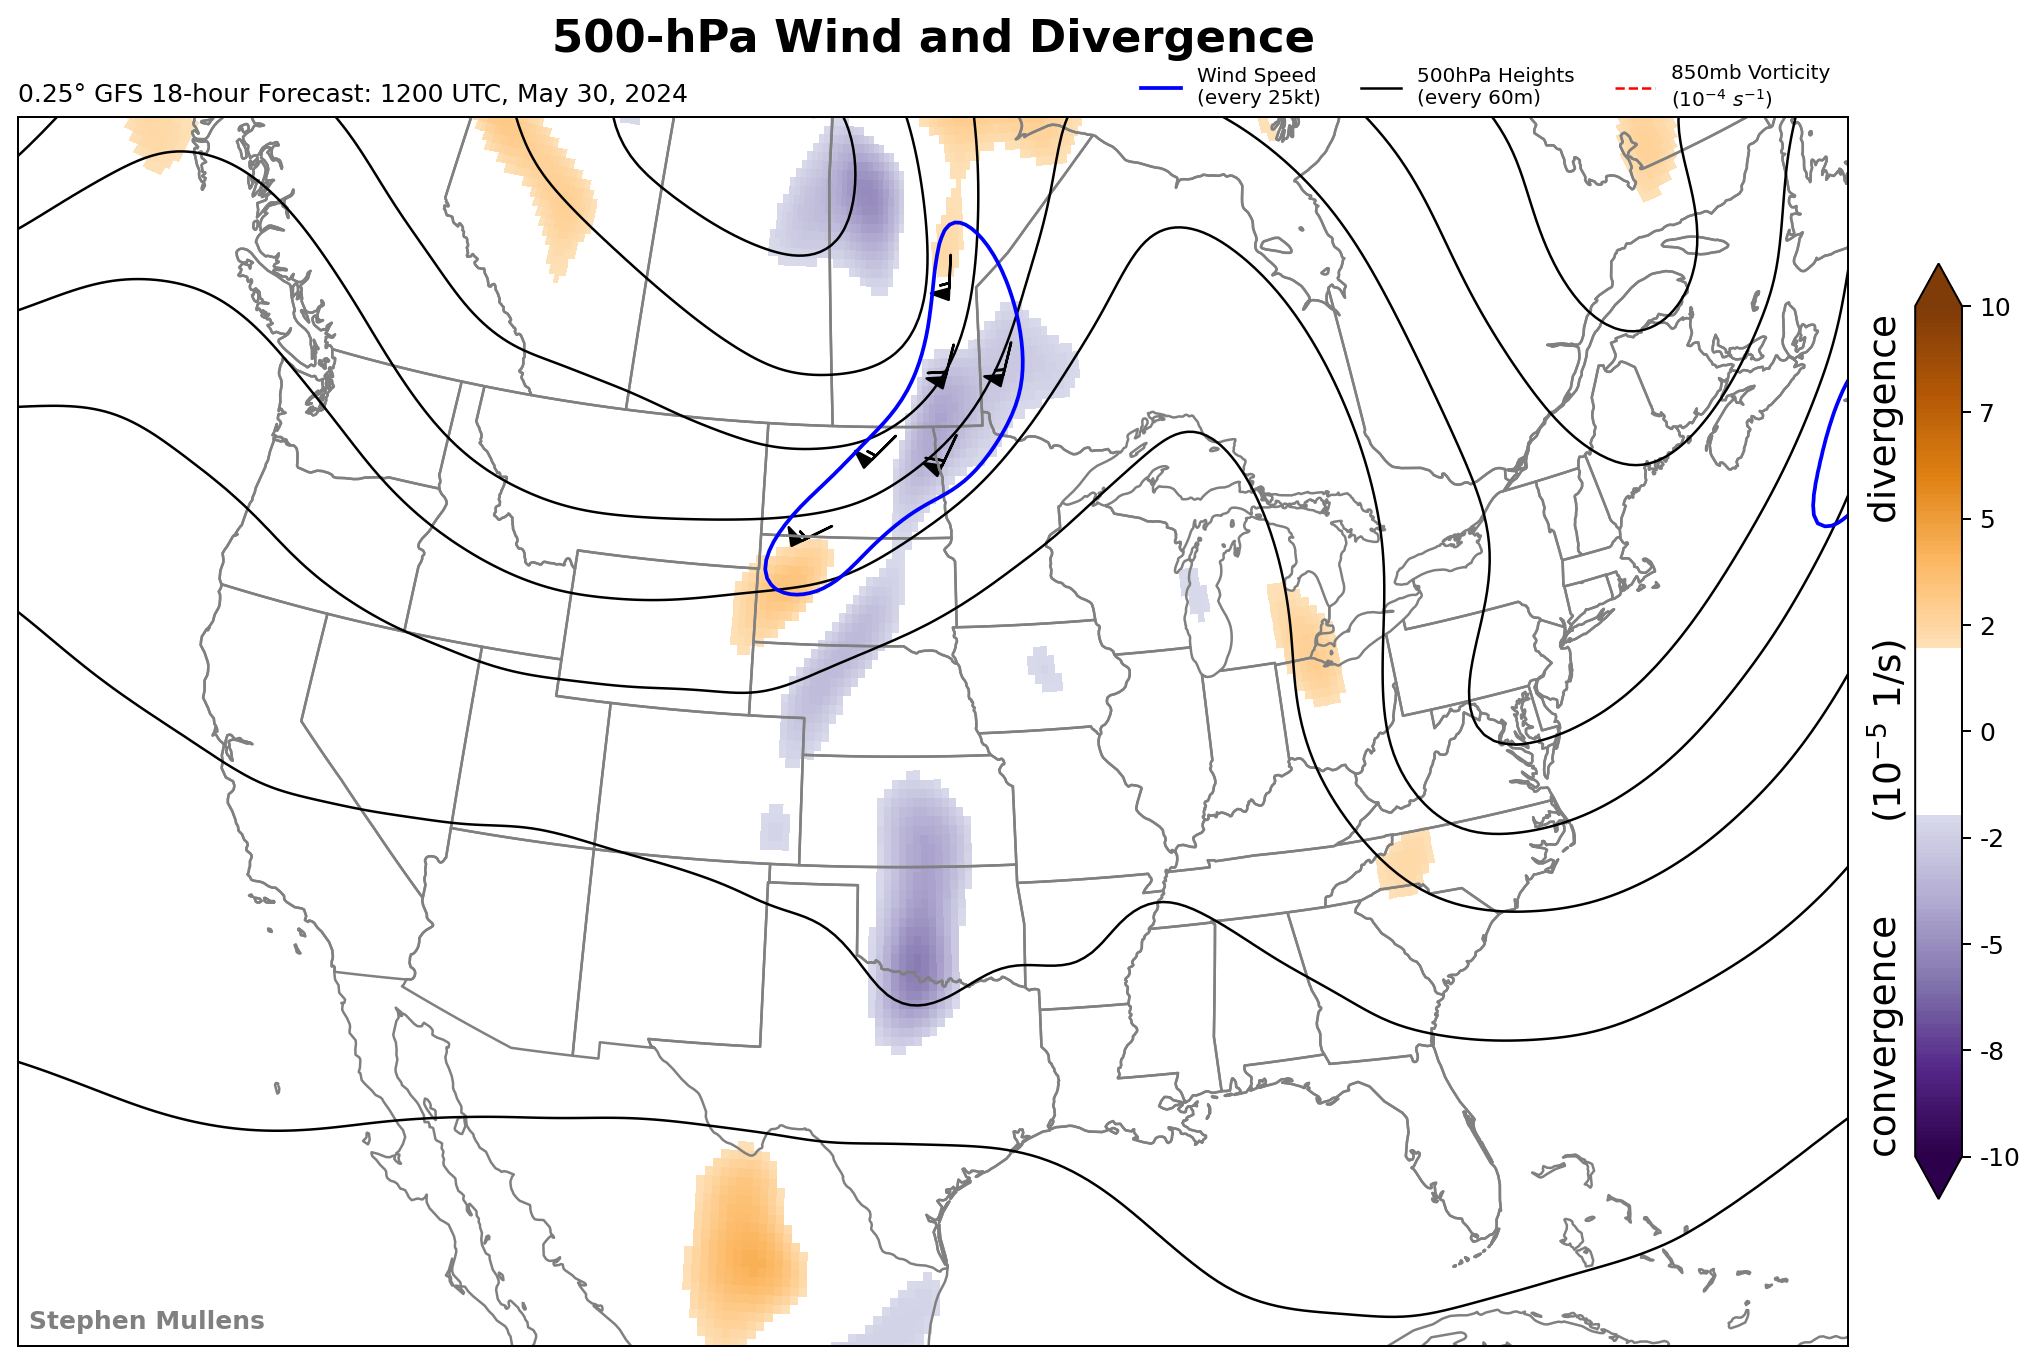 500-hPa Wind and Divergence
0.25° GFS 18-hour Forecast: 1200 UTC, May 30, 2024
Wind Speed
(every 25kt)
500hPa Heights
(every 60m)
850mb Vorticity
(10⁻⁴ s⁻¹)
10
7
5
2
0
-2
-5
-8
-10
convergence (10⁻⁵ 1/s) divergence
Stephen Mullens